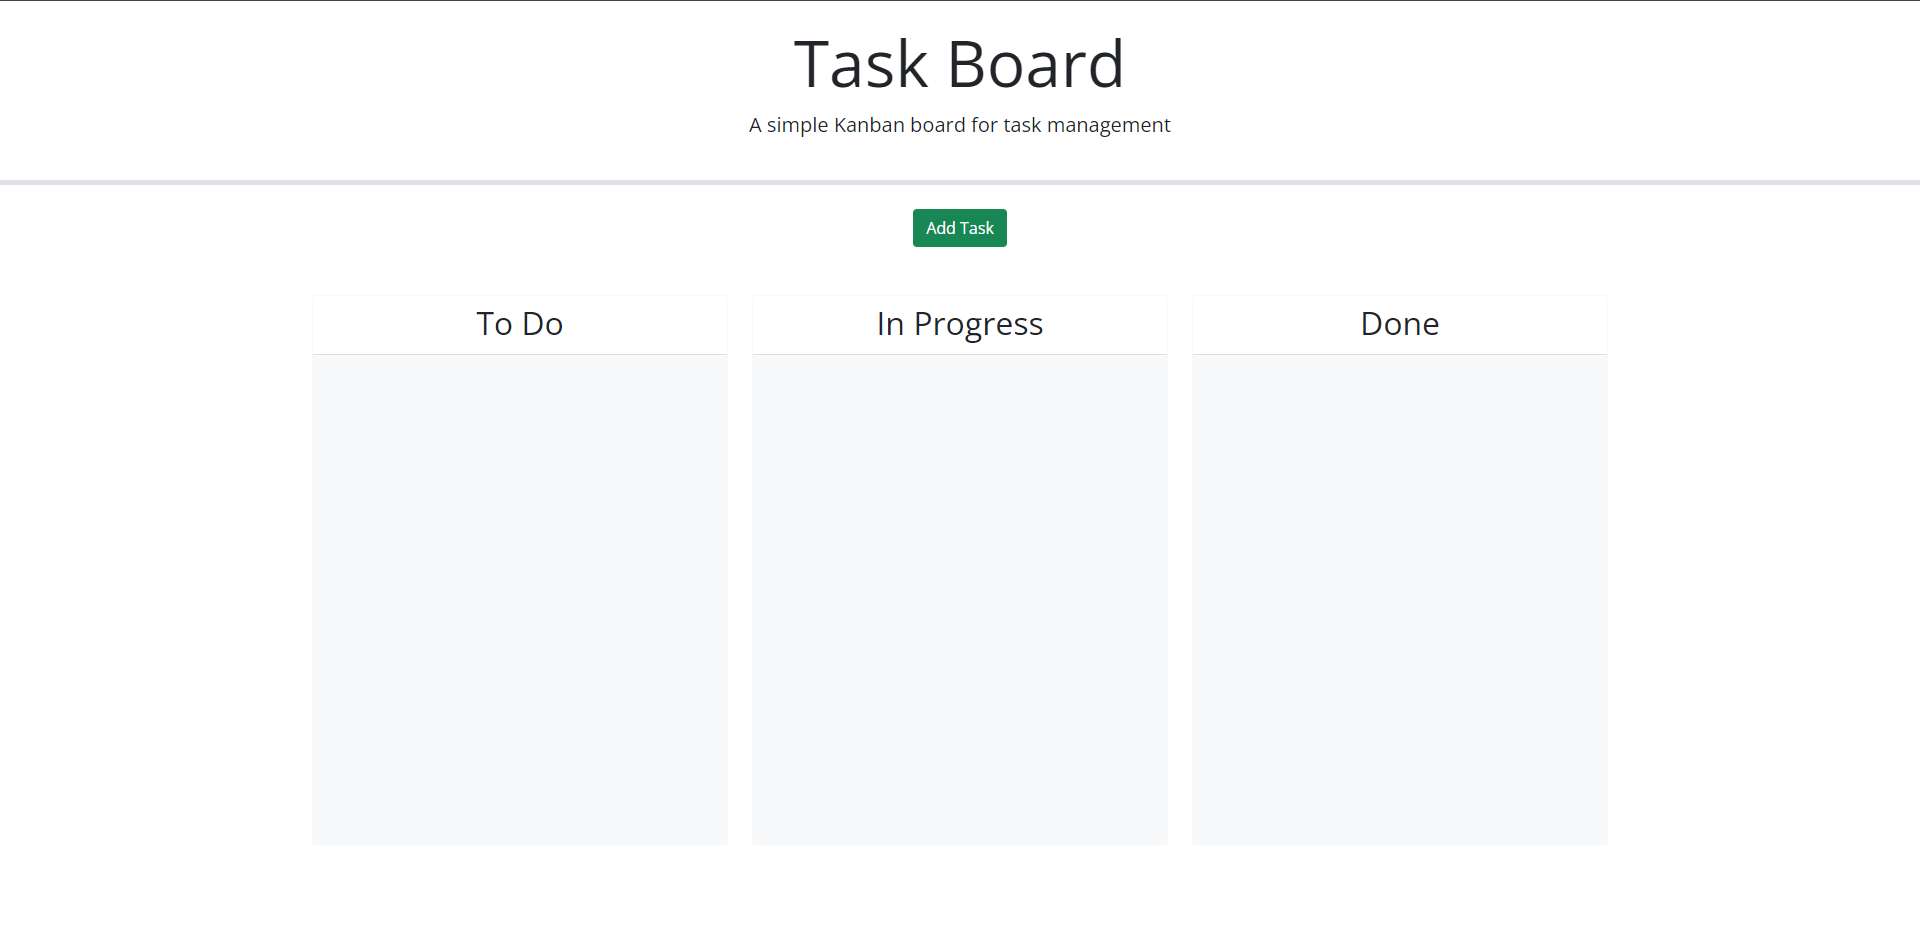 Task Board
A simple Kanban board for task management
Add Task
To Do
In Progress
Done